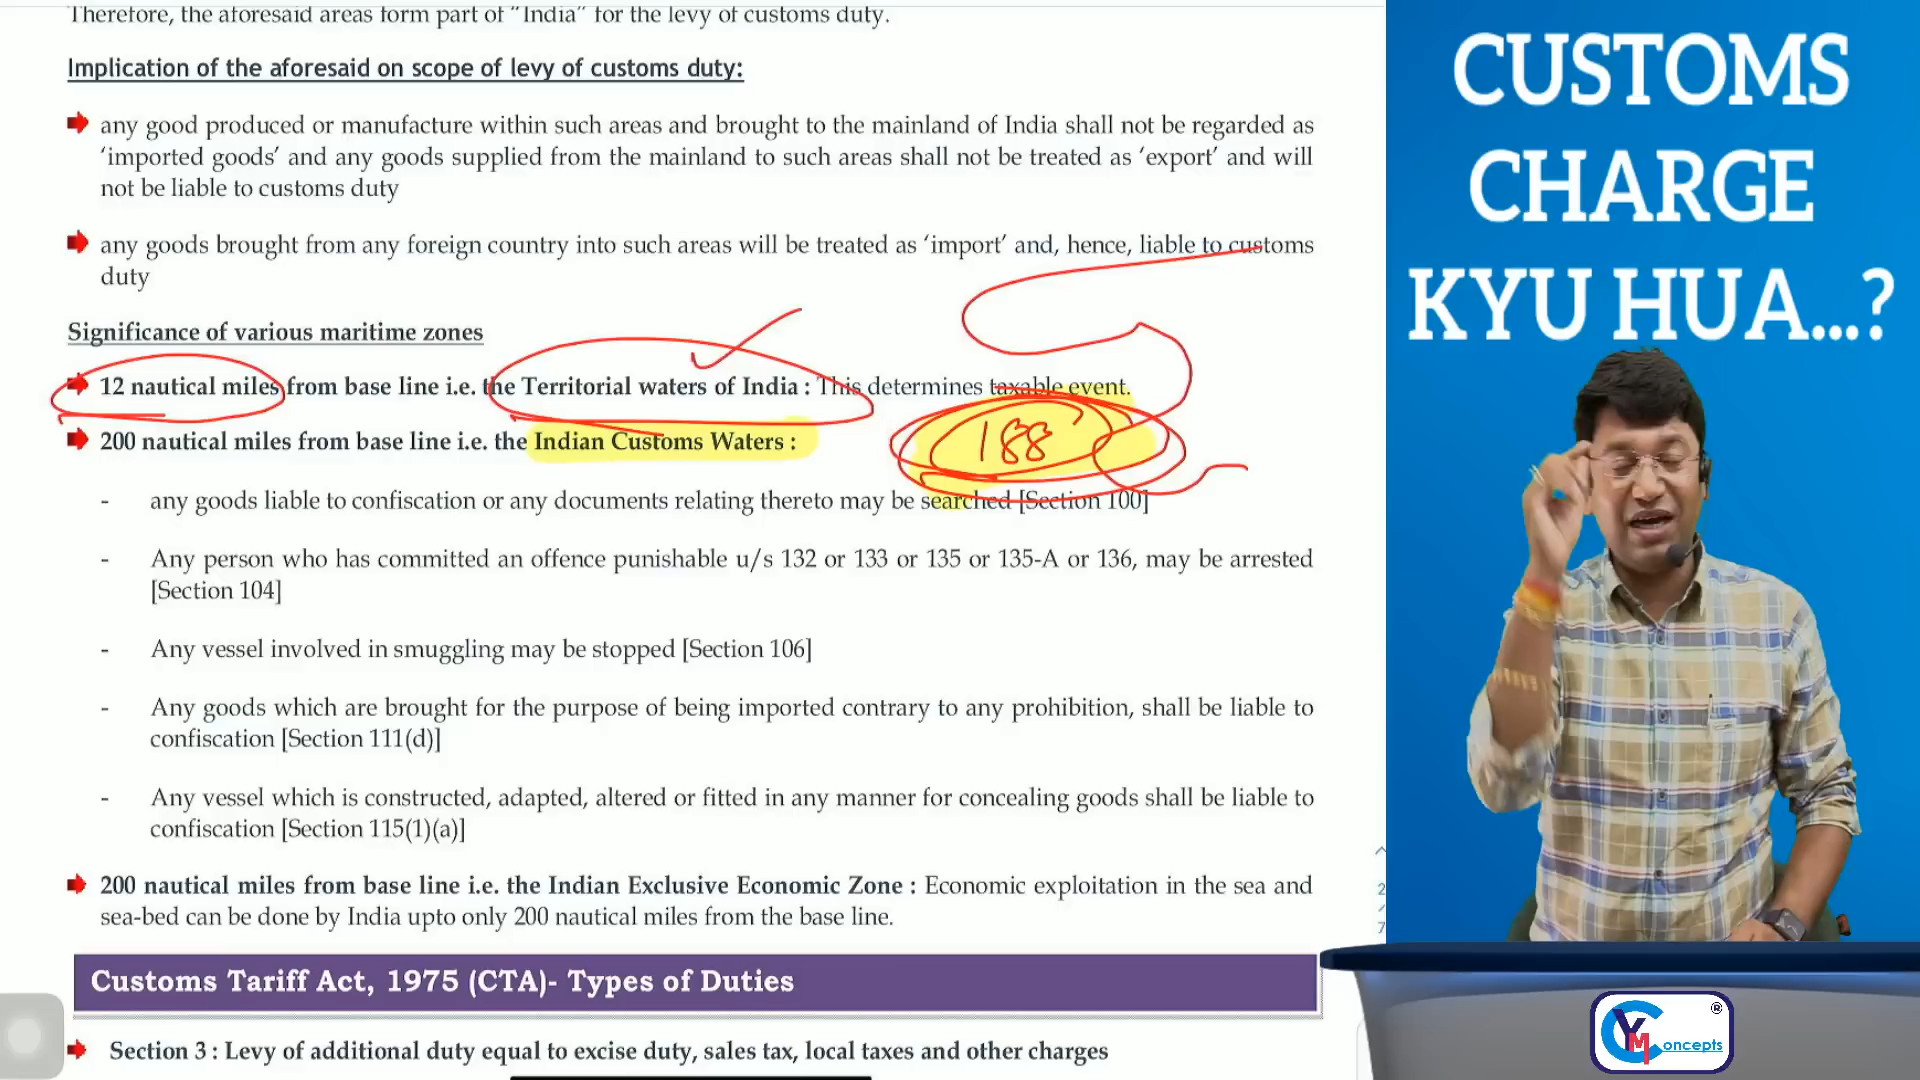 Therefore, the aforesaid areas form part of “India” for the levy of customs duty.
Implication of the aforesaid on scope of levy of customs duty:
any good produced or manufacture within such areas and brought to the mainland of India shall not be regarded as
‘imported goods’ and any goods supplied from the mainland to such areas shall not be treated as ‘export’ and will
not be liable to customs duty
any goods brought from any foreign country into such areas will be treated as ‘import’ and, hence, liable to customs
duty
Significance of various maritime zones
12 nautical miles from base line i.e. the Territorial waters of India : This determines taxable event.
200 nautical miles from base line i.e. the Indian Customs Waters :
188
- any goods liable to confiscation or any documents relating thereto may be searched [Section 100]
- Any person who has committed an offence punishable u/s 132 or 133 or 135 or 135-A or 136, may be arrested
[Section 104]
- Any vessel involved in smuggling may be stopped [Section 106]
- Any goods which are brought for the purpose of being imported contrary to any prohibition, shall be liable to
confiscation [Section 111(d)]
- Any vessel which is constructed, adapted, altered or fitted in any manner for concealing goods shall be liable to
confiscation [Section 115(1)(a)]
200 nautical miles from base line i.e. the Indian Exclusive Economic Zone : Economic exploitation in the sea and
sea-bed can be done by India upto only 200 nautical miles from the base line.
Customs Tariff Act, 1975 (CTA)- Types of Duties
Section 3 : Levy of additional duty equal to excise duty, sales tax, local taxes and other charges
2
/
7
CUSTOMS
CHARGE
KYU HUA...?
CYM oncepts ®